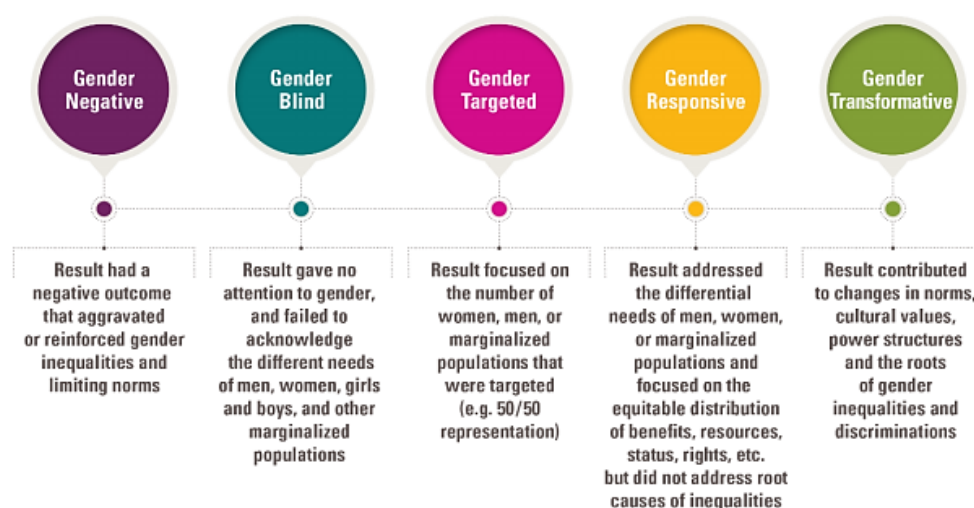 Gender
Negative
Gender
Blind
Gender
Targeted
Gender
Responsive
Gender
Transformative
Result had a
negative outcome
that aggravated
or reinforced gender
inequalities and
limiting norms
Result gave no
attention to gender,
and failed to
acknowledge
the different needs
of men, women, girls
and boys, and other
marginalized
populations
Result focused on
the number of
women, men, or
marginalized
populations that
were targeted
(e.g. 50/50
representation)
Result addressed
the differential
needs of men, women,
or marginalized
populations and
focused on the
equitable distribution
of benefits, resources,
status, rights, etc.
but did not address root
causes of inequalities
Result contributed
to changes in norms,
cultural values,
power structures
and the roots
of gender
inequalities and
discriminations